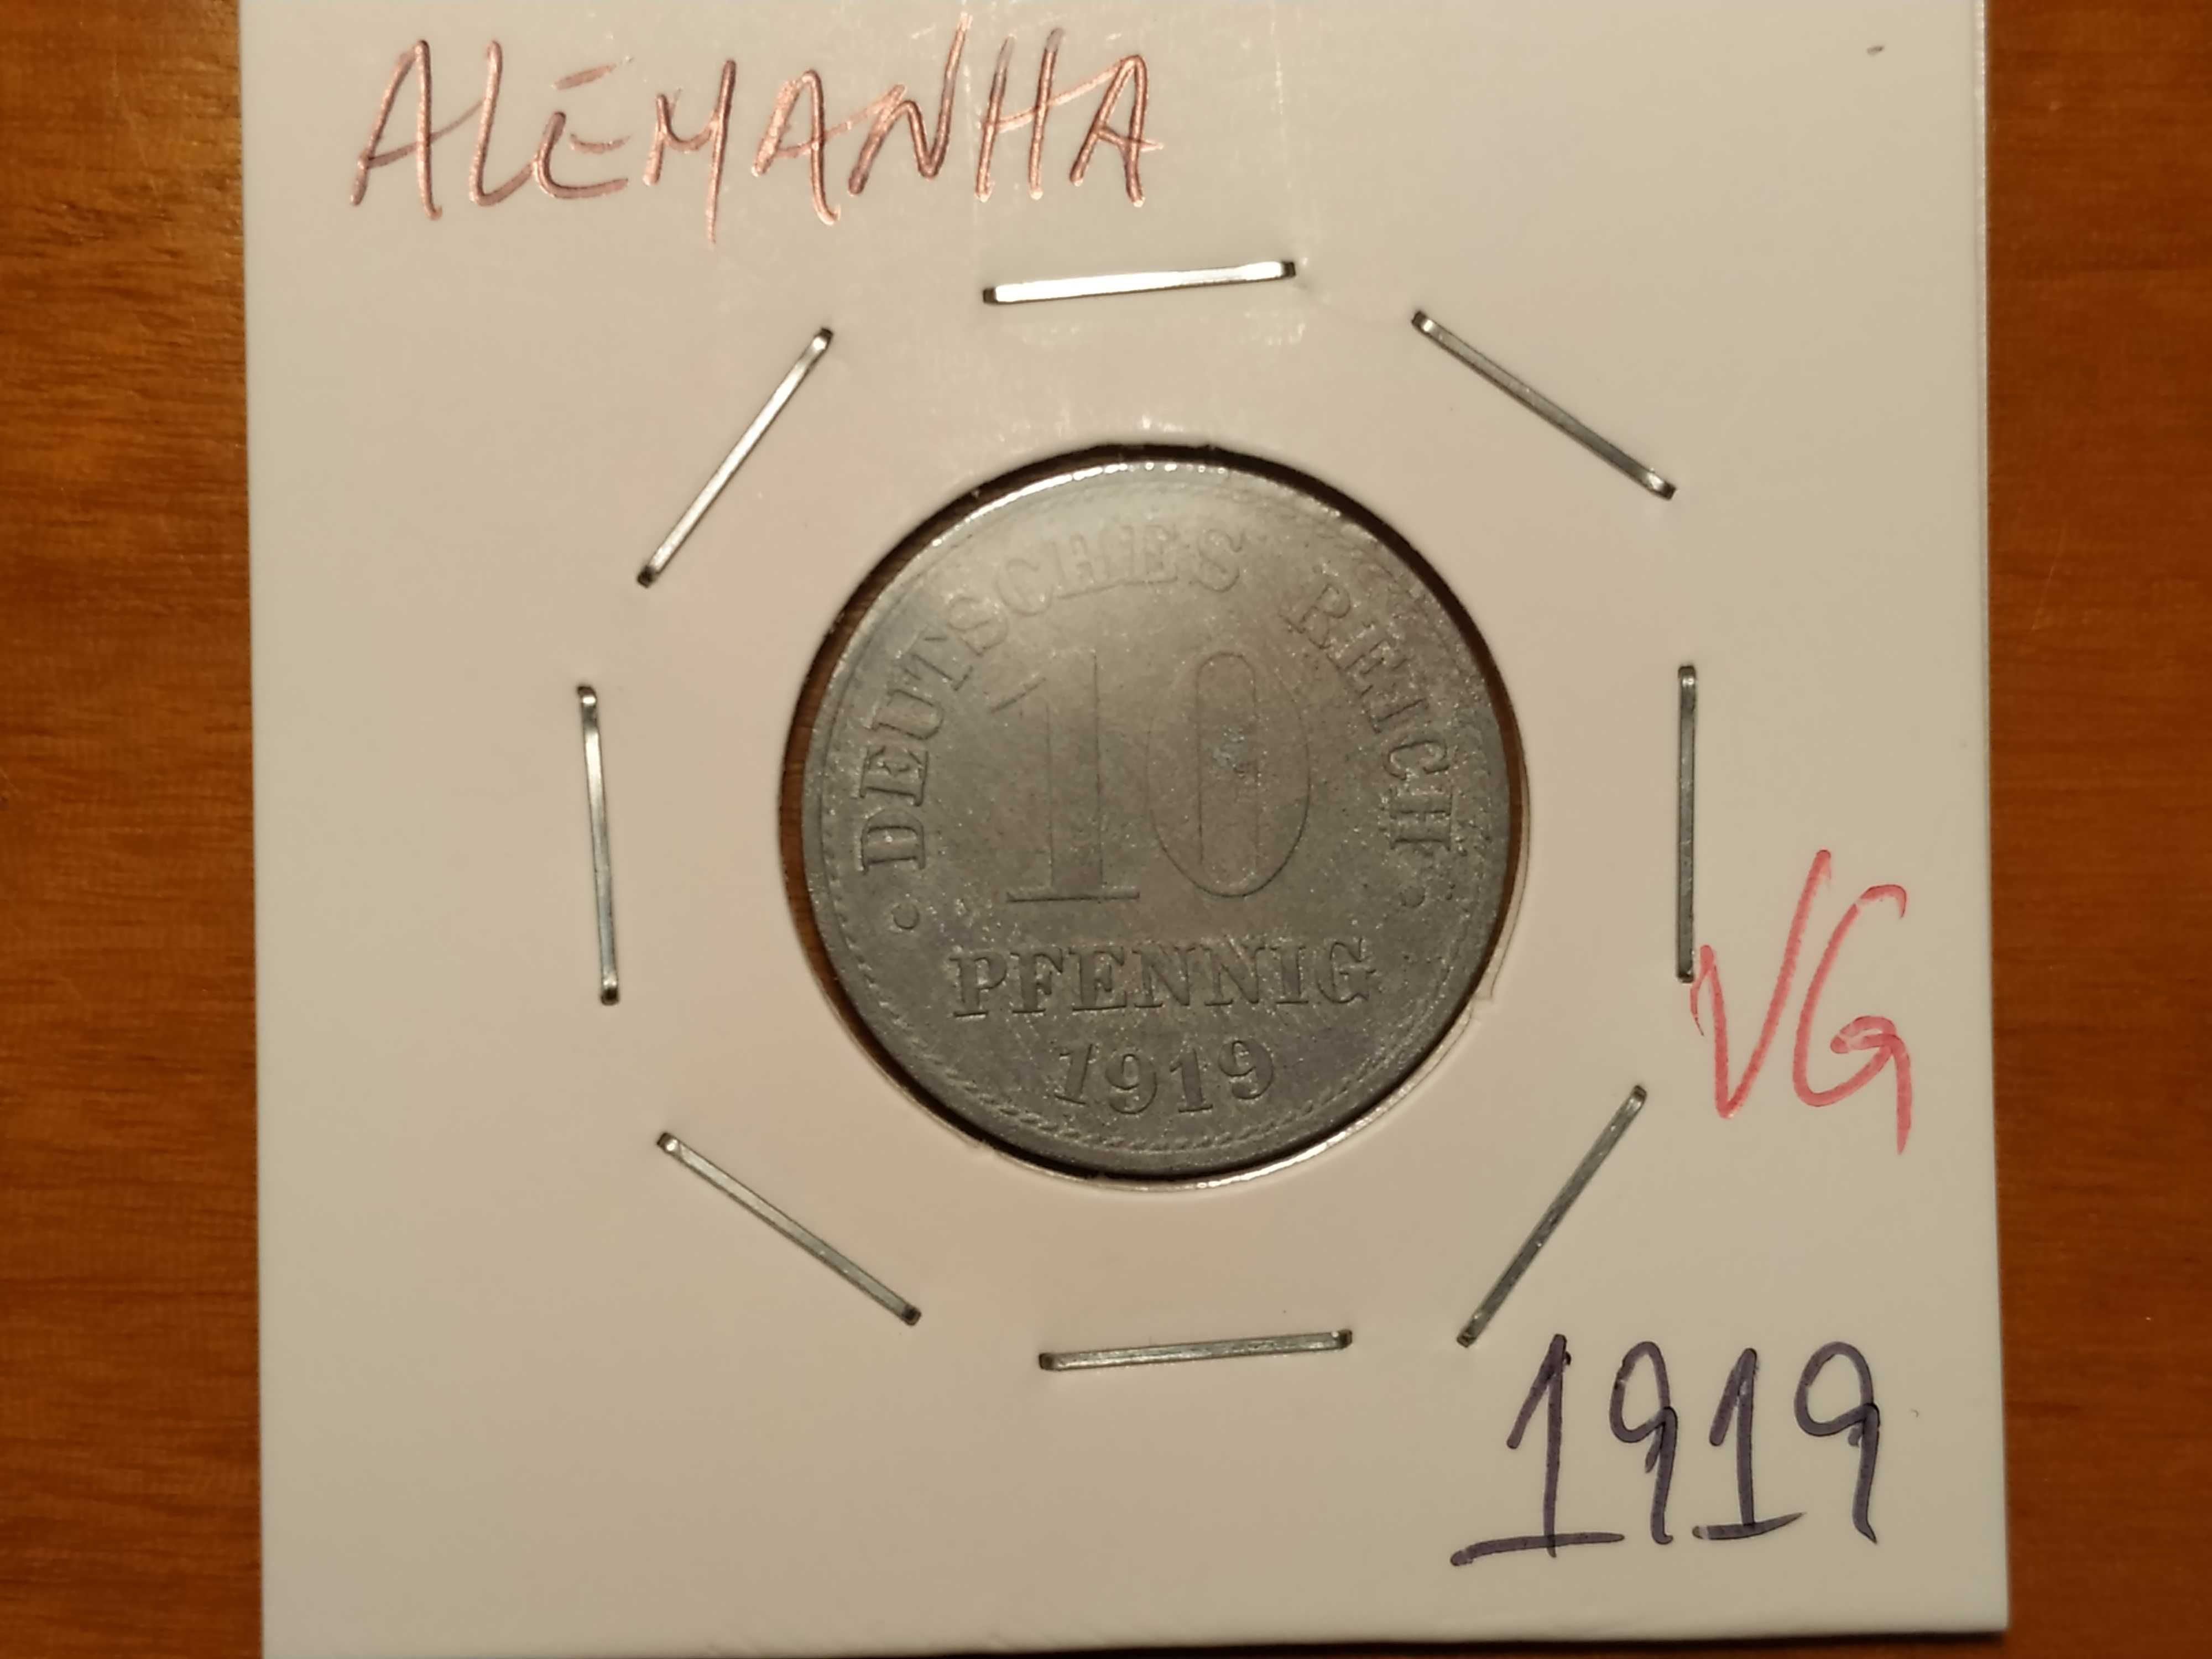 ALEMANHA
DEUTSCHES REICH
10
PFENNIG
1919
VG
1919